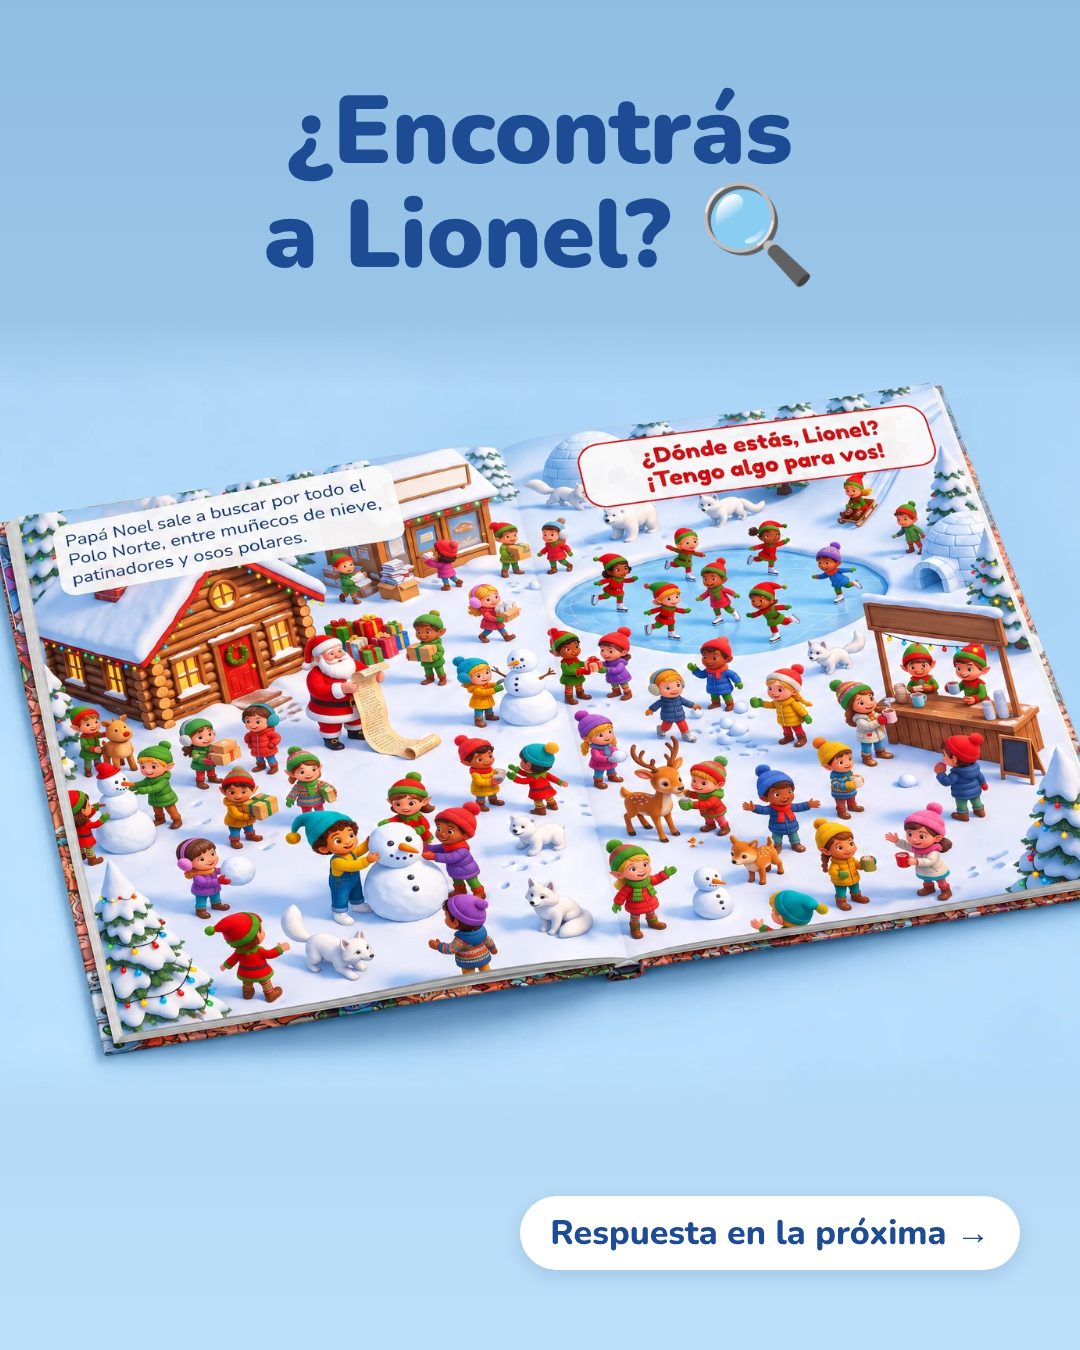 ¿Encontrás
a Lionel? 🔍
Papá Noel sale a buscar por todo el
Polo Norte, entre muñecos de nieve,
patinadores y osos polares.
¿Dónde estás, Lionel?
¡Tengo algo para vos!
Respuesta en la próxima →